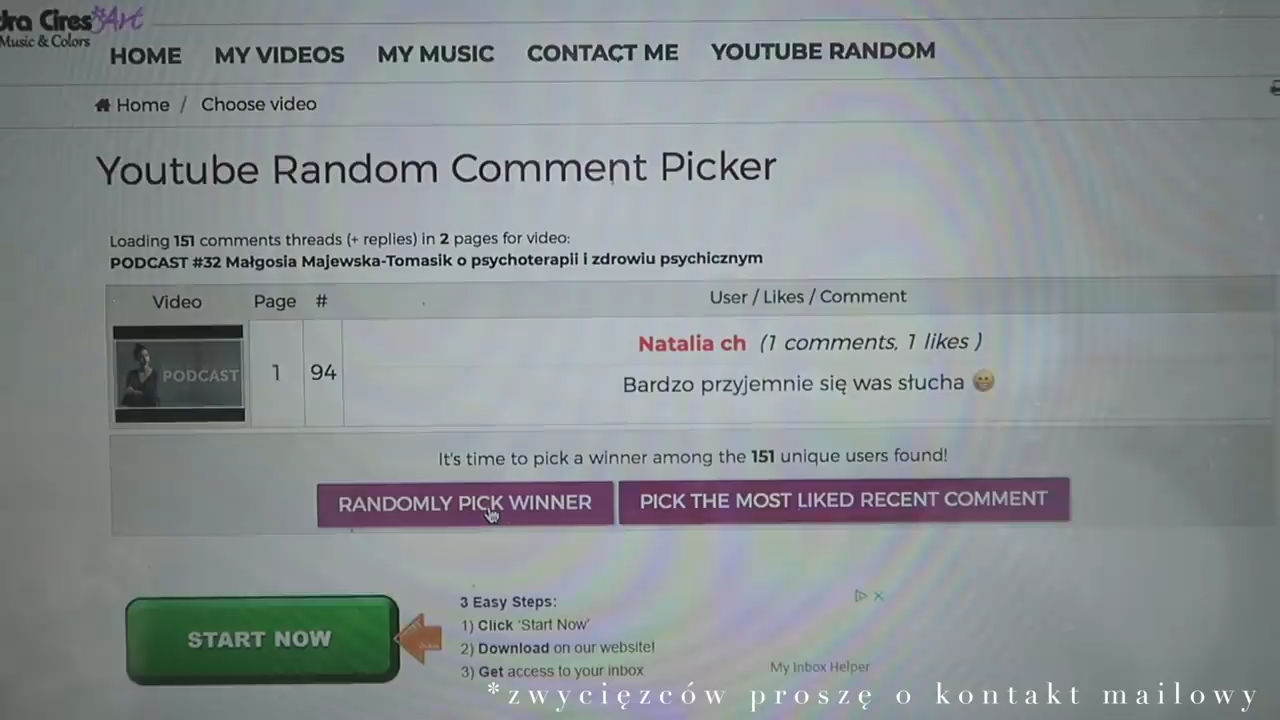 Cires Art
Music & Colors
HOME MY VIDEOS MY MUSIC CONTACT ME YOUTUBE RANDOM
Home / Choose video
Youtube Random Comment Picker
Loading 151 comments threads (+ replies) in 2 pages for video:
PODCAST #32 Małgosia Majewska-Tomasik o psychoterapii i zdrowiu psychicznym
Video Page # User / Likes / Comment
PODCAST 1 94
Natalia ch (1 comments, 1 likes )
Bardzo przyjemnie się was słucha 😁
It's time to pick a winner among the 151 unique users found!
RANDOMLY PICK WINNER PICK THE MOST LIKED RECENT COMMENT
START NOW
3 Easy Steps:
1) Click 'Start Now'
2) Download on our website!
3) Get access to your inbox
My Inbox Helper
*zwycięzców proszę o kontakt mailowy